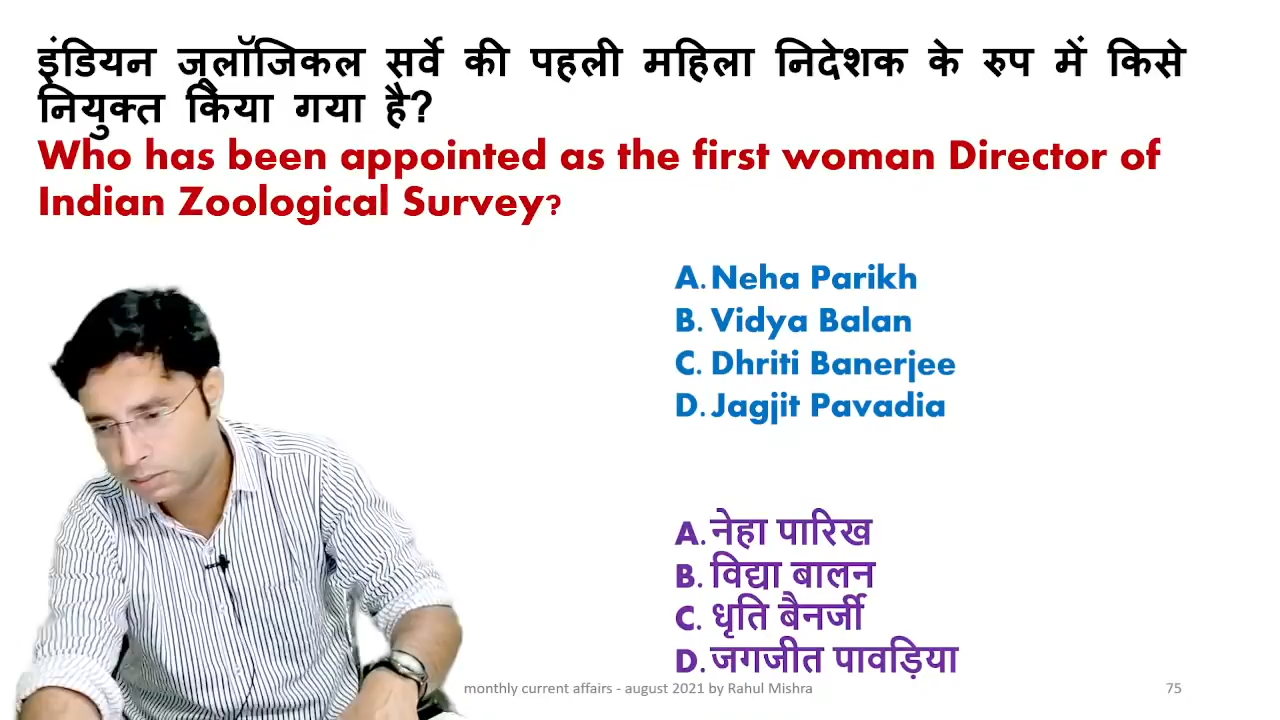 इंडियन जूलॉजिकल सर्वे की पहली महिला निदेशक के रुप में किसे
नियुक्त किया गया है?
Who has been appointed as the first woman Director of
Indian Zoological Survey?
A. Neha Parikh
B. Vidya Balan
C. Dhriti Banerjee
D. Jagjit Pavadia
A. नेहा पारिख
B. विद्या बालन
C. धृति बैनर्जी
D. जगजीत पावड़िया
monthly current affairs - august 2021 by Rahul Mishra 75